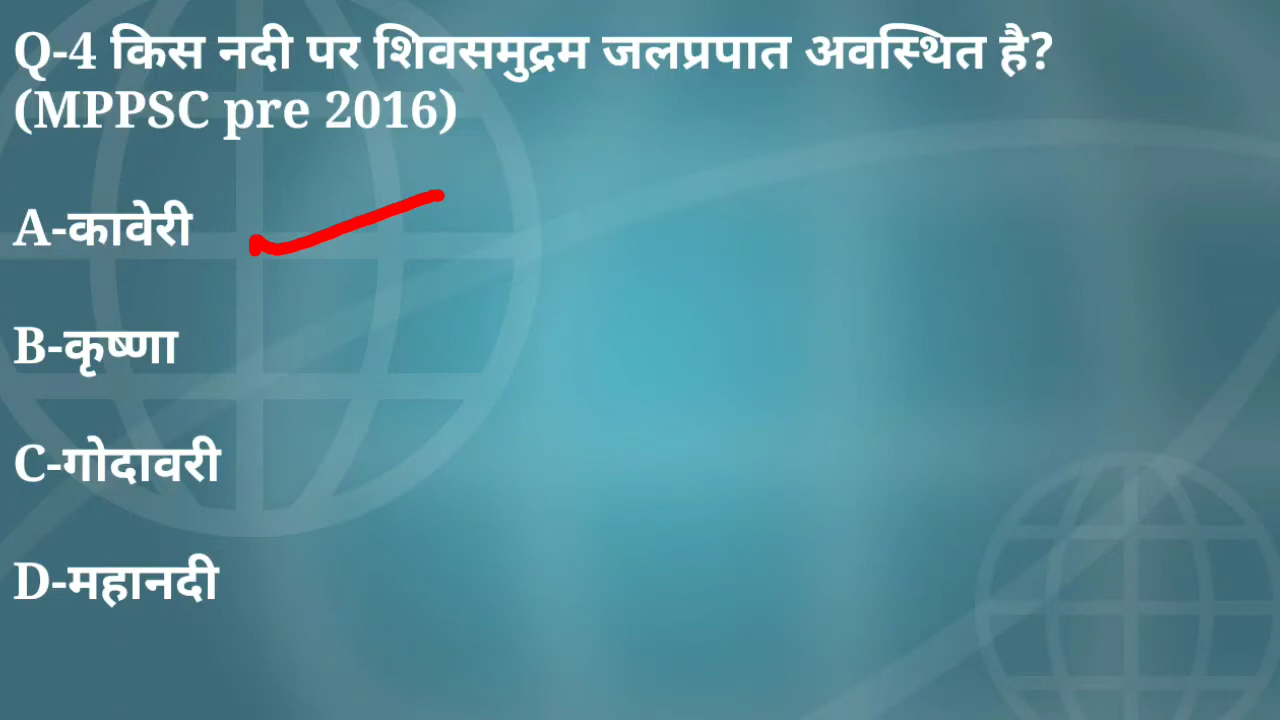 Q-4 किस नदी पर शिवसमुद्रम जलप्रपात अवस्थित है?
(MPPSC pre 2016)
A-कावेरी
B-कृष्णा
C-गोदावरी
D-महानदी